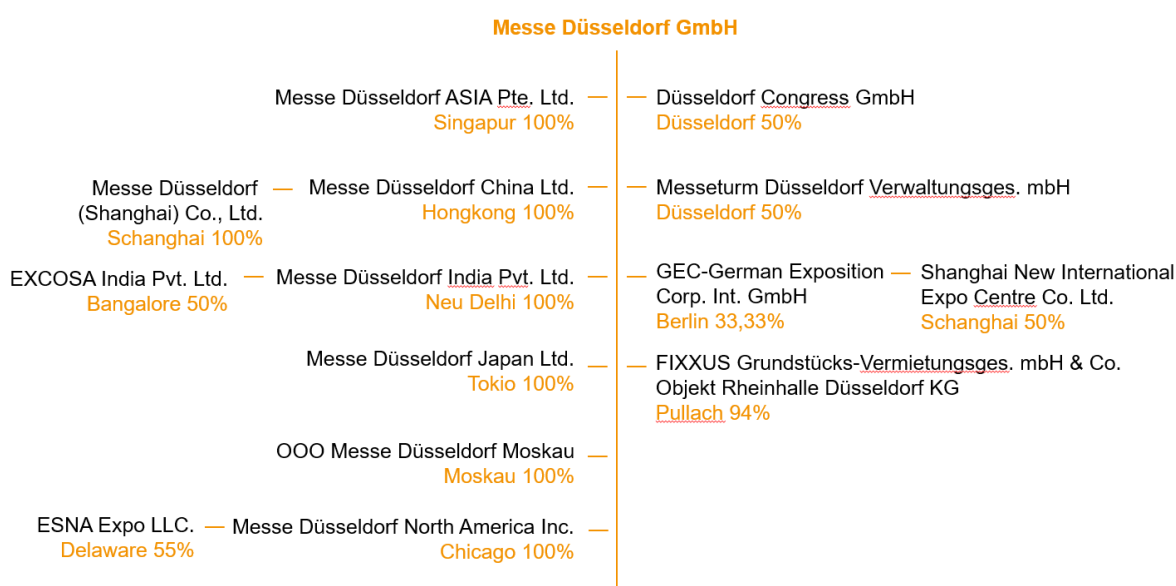 Messe Düsseldorf GmbH
Messe Düsseldorf ASIA Pte. Ltd.
Singapur 100%
Düsseldorf Congress GmbH
Düsseldorf 50%
Messe Düsseldorf
(Shanghai) Co., Ltd.
Schanghai 100%
Messe Düsseldorf China Ltd.
Hongkong 100%
Messeturm Düsseldorf Verwaltungsges. mbH
Düsseldorf 50%
EXCOSA India Pvt. Ltd.
Bangalore 50%
Messe Düsseldorf India Pvt. Ltd.
Neu Delhi 100%
GEC-German Exposition
Corp. Int. GmbH
Berlin 33,33%
Shanghai New International
Expo Centre Co. Ltd.
Schanghai 50%
Messe Düsseldorf Japan Ltd.
Tokio 100%
FIXXUS Grundstücks-Vermietungsges. mbH & Co.
Objekt Rheinhalle Düsseldorf KG
Pullach 94%
OOO Messe Düsseldorf Moskau
Moskau 100%
ESNA Expo LLC.
Delaware 55%
Messe Düsseldorf North America Inc.
Chicago 100%